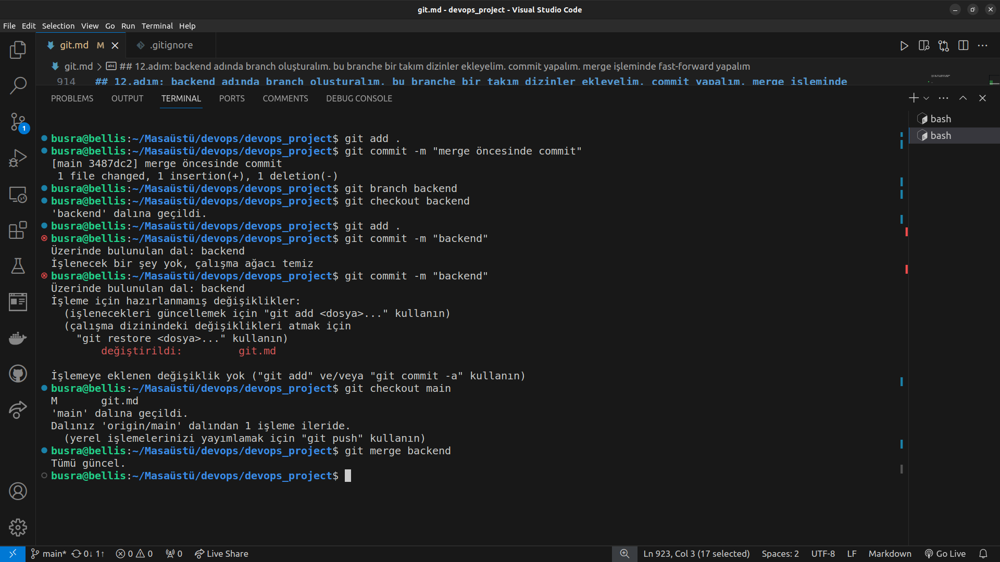 git.md - devops_project - Visual Studio Code
File Edit Selection View Go Run Terminal Help
git.md M .gitignore
git.md > ## 12.adım: backend adında branch oluşturalım. bu branche bir takım dizinler ekleyelim. commit yapalım. merge işleminde fast-forward yapalım
914 ## 12.adım: backend adında branch oluşturalım. bu branche bir takım dizinler ekleyelim. commit yapalım. merge işleminde
PROBLEMS OUTPUT TERMINAL PORTS COMMENTS DEBUG CONSOLE
bash
bash
1
busra@bellis:~/Masaüstü/devops/devops_project$ git add .
busra@bellis:~/Masaüstü/devops/devops_project$ git commit -m "merge öncesinde commit"
[main 3487dc2] merge öncesinde commit
1 file changed, 1 insertion(+), 1 deletion(-)
busra@bellis:~/Masaüstü/devops/devops_project$ git branch backend
busra@bellis:~/Masaüstü/devops/devops_project$ git checkout backend
'backend' dalına geçildi.
busra@bellis:~/Masaüstü/devops/devops_project$ git add .
busra@bellis:~/Masaüstü/devops/devops_project$ git commit -m "backend"
Üzerinde bulunulan dal: backend
İşlenecek bir şey yok, çalışma ağacı temiz
busra@bellis:~/Masaüstü/devops/devops_project$ git commit -m "backend"
Üzerinde bulunulan dal: backend
İşleme için hazırlanmamış değişiklikler:
(işlenecekleri güncellemek için "git add <dosya>..." kullanın)
(çalışma dizinindeki değişiklikleri atmak için
"git restore <dosya>..." kullanın)
değiştirildi: git.md
İşlemeye eklenen değişiklik yok ("git add" ve/veya "git commit -a" kullanın)
busra@bellis:~/Masaüstü/devops/devops_project$ git checkout main
M git.md
'main' dalına geçildi.
Dalınız 'origin/main' dalından 1 işleme ileride.
(yerel işlemelerinizi yayımlamak için "git push" kullanın)
busra@bellis:~/Masaüstü/devops/devops_project$ git merge backend
Tümü güncel.
busra@bellis:~/Masaüstü/devops/devops_project$
main* 0↓ 1↑ 0 0 0 Live Share Ln 923, Col 3 (17 selected) Spaces: 2 UTF-8 LF Markdown Go Live